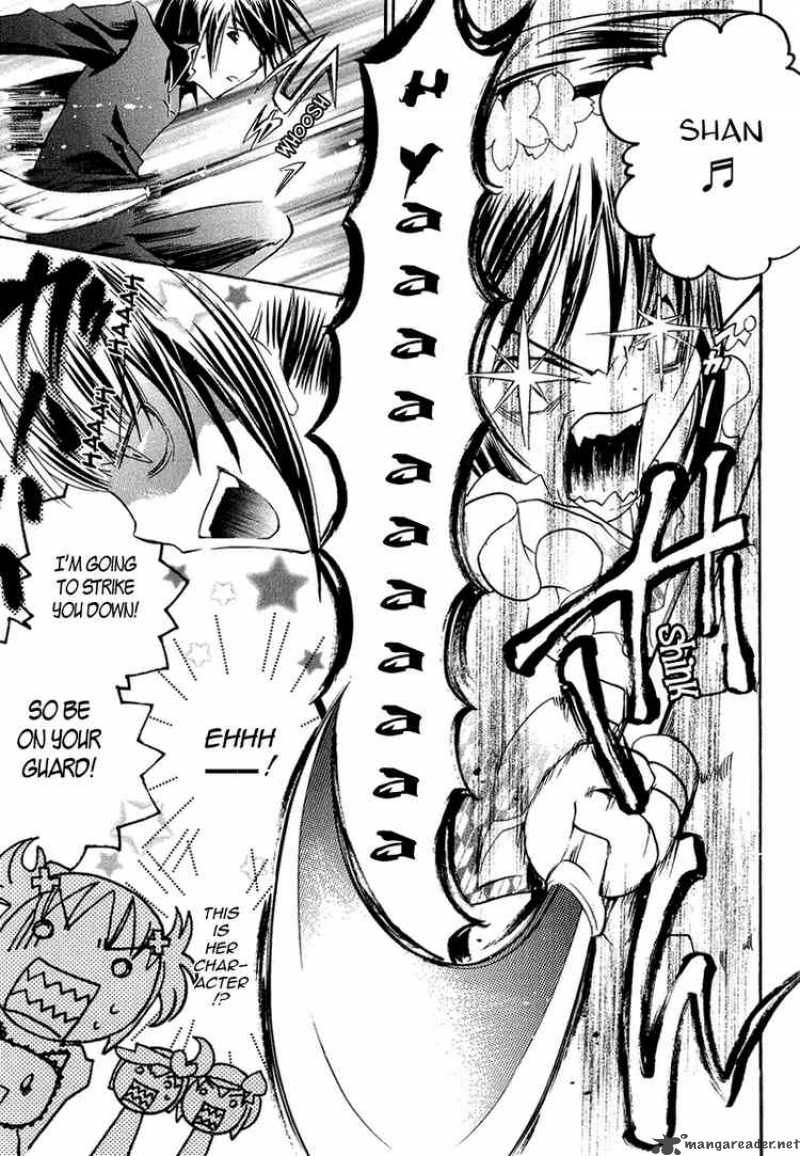 SHAN
♬
Shink
Hyaaaaaaaaaa
WHOOSH
HAAAH
HAAAH
I'M GOING
TO STRIKE
YOU DOWN!
SO BE
ON YOUR
GUARD!
EHHH
—!
THIS
IS
HER
CHAR-
ACTER
!?
mangareader.net